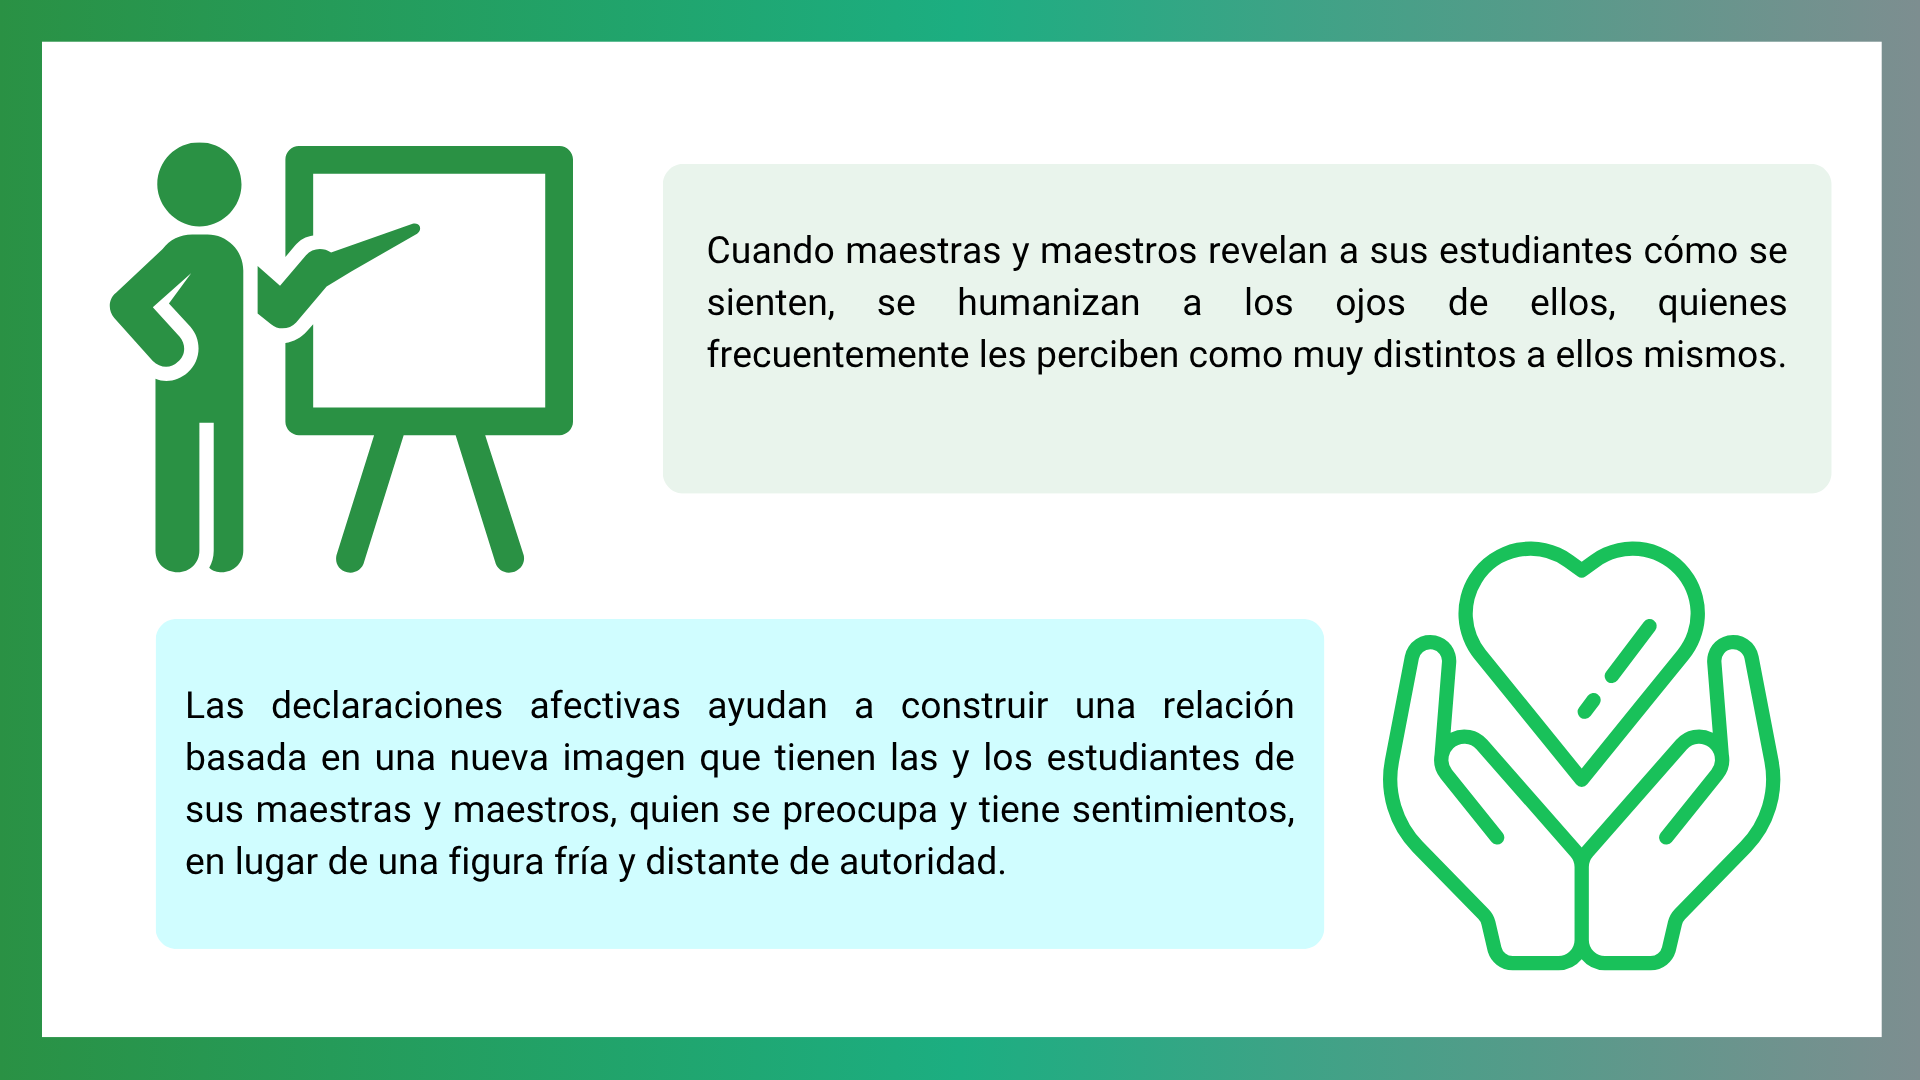 Cuando maestras y maestros revelan a sus estudiantes cómo se
sienten, se humanizan a los ojos de ellos, quienes
frecuentemente les perciben como muy distintos a ellos mismos.
Las declaraciones afectivas ayudan a construir una relación
basada en una nueva imagen que tienen las y los estudiantes de
sus maestras y maestros, quien se preocupa y tiene sentimientos,
en lugar de una figura fría y distante de autoridad.